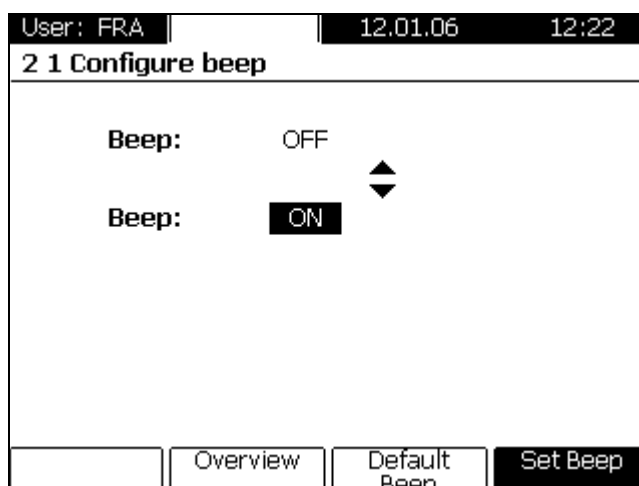 User: FRA 12.01.06 12:22
2 1 Configure beep
Beep: OFF
Beep: ON
Overview Default Beep Set Beep